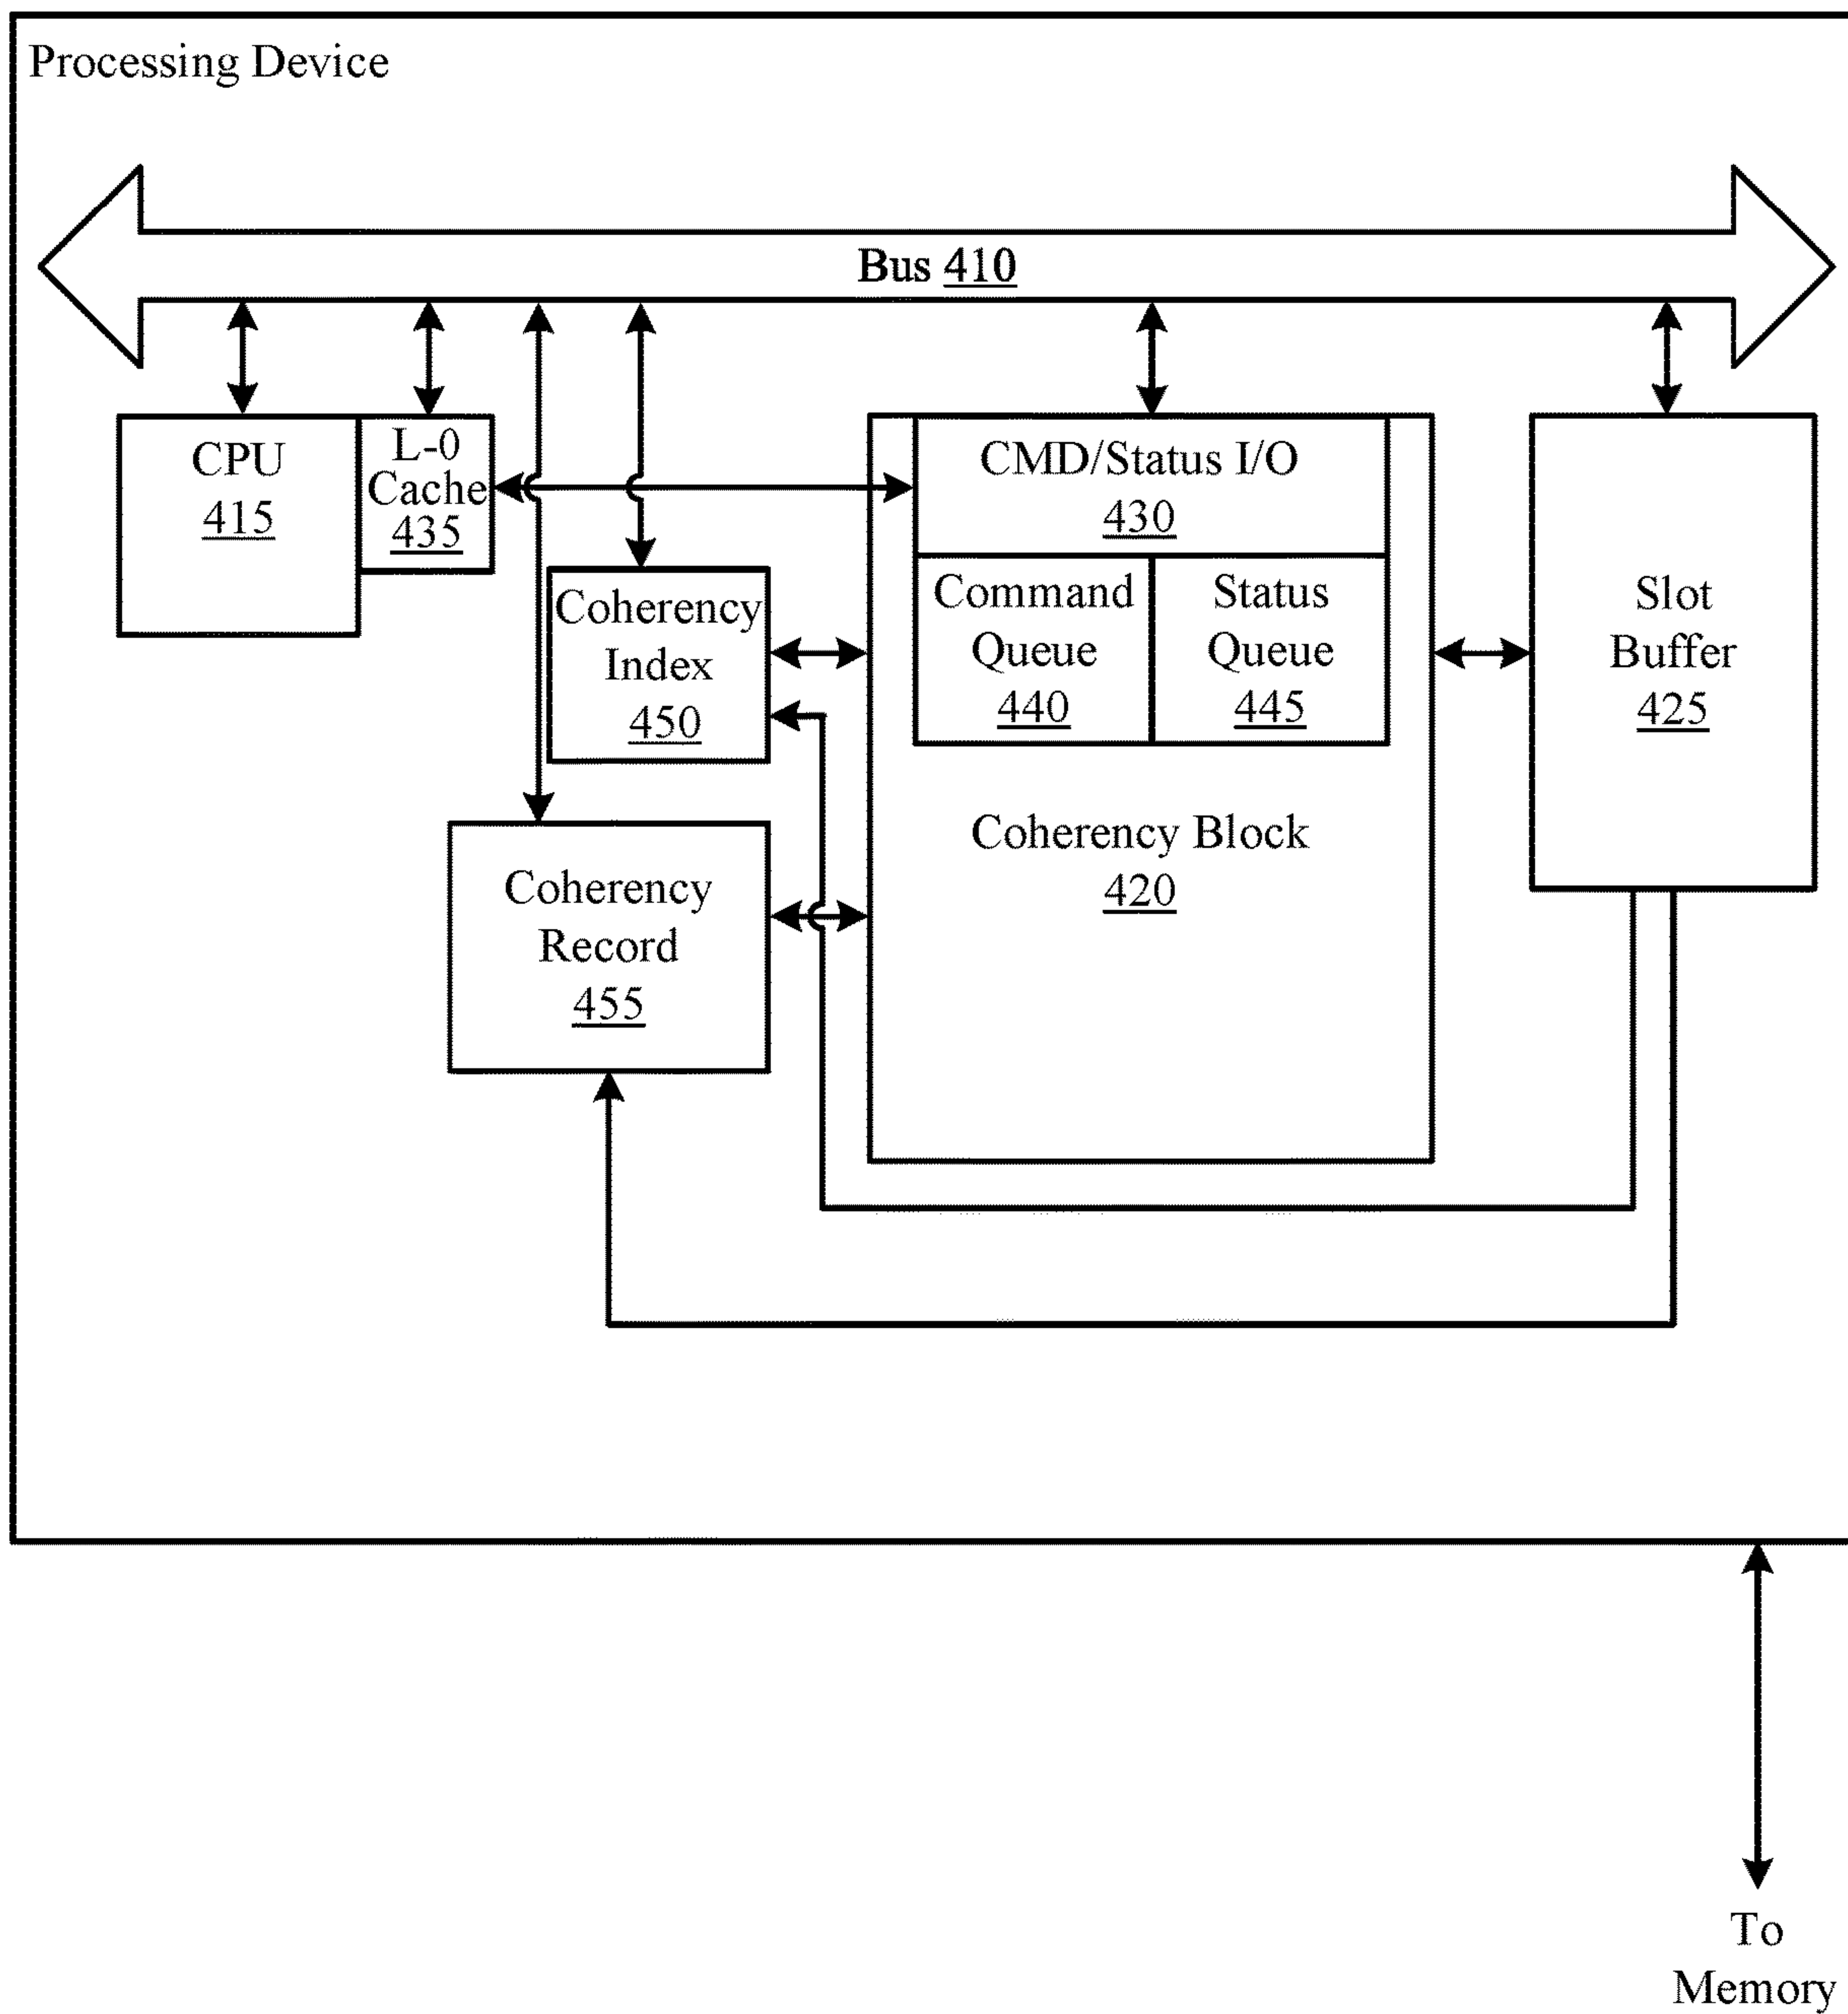 Processing Device
Bus 410
CPU
415
L-0
Cache
435
CMD/Status I/O
430
Command
Queue
440
Status
Queue
445
Coherency
Index
450
Slot
Buffer
425
Coherency Block
420
Coherency
Record
455
To
Memory